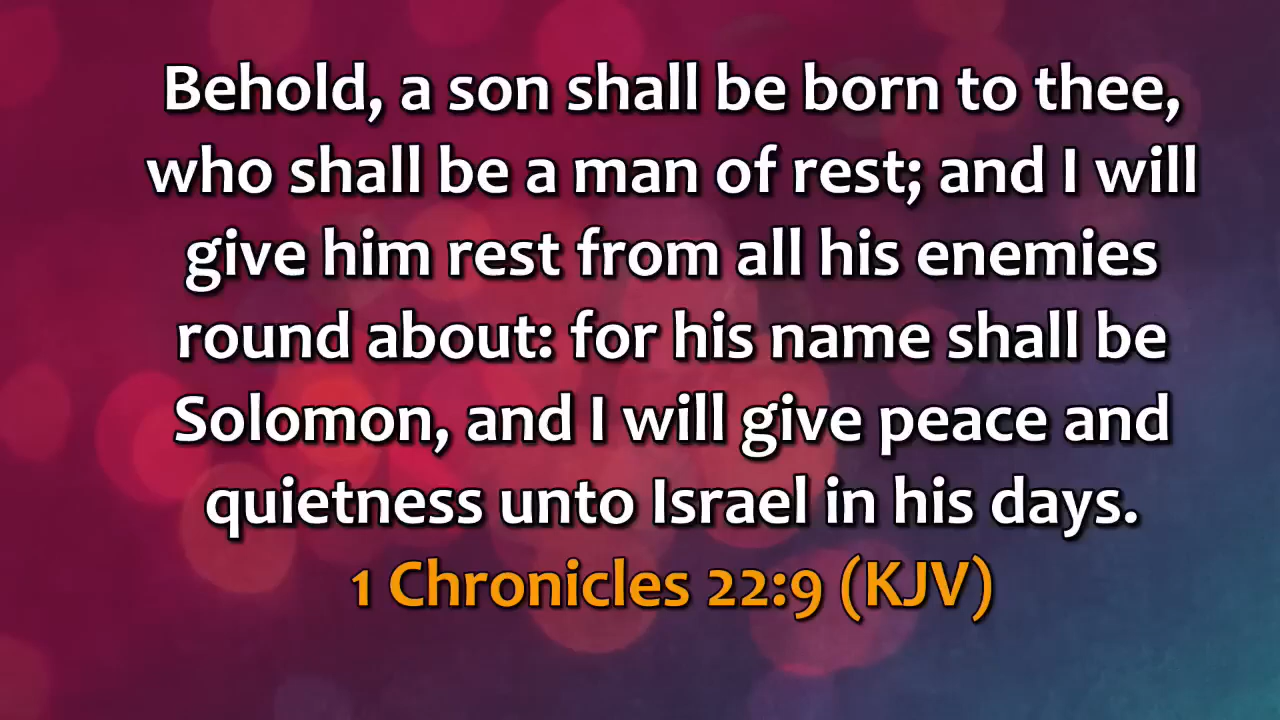 Behold, a son shall be born to thee,
who shall be a man of rest; and I will
give him rest from all his enemies
round about: for his name shall be
Solomon, and I will give peace and
quietness unto Israel in his days.
1 Chronicles 22:9 (KJV)